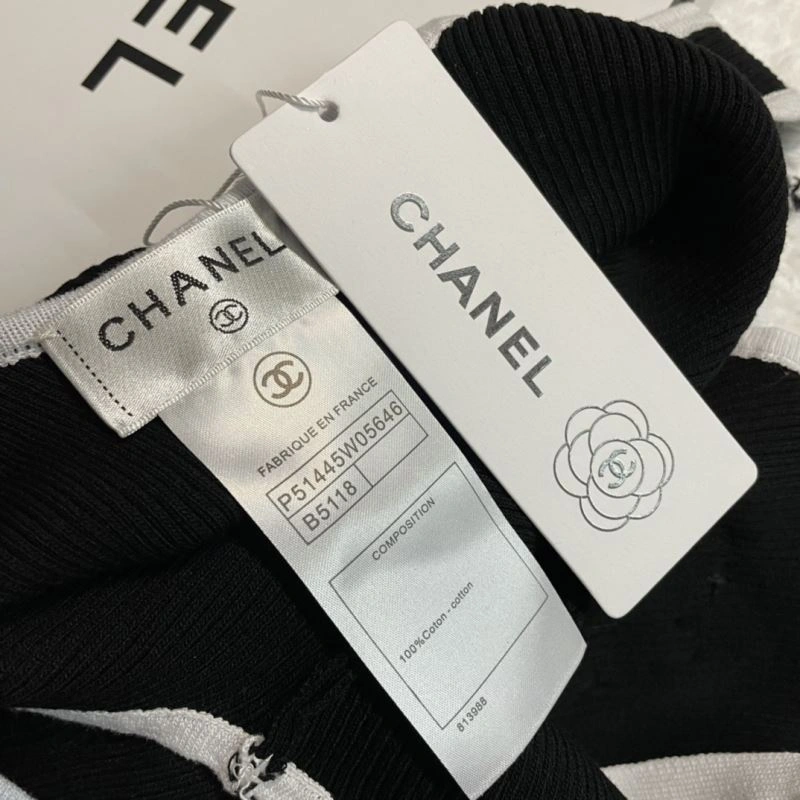 EL
CHANEL
CHANEL
FABRIQUE EN FRANCE
P51445W05646
B5118
COMPOSITION
100%Coton - cotton
813988